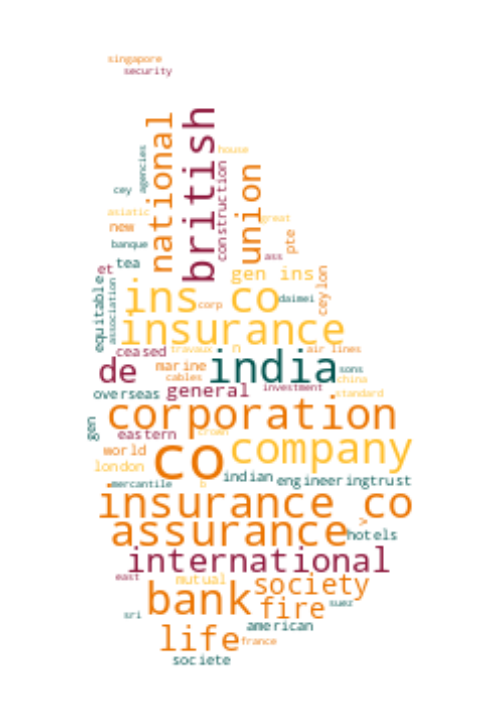 singapore
security
national
british
house
agencies
construction
union
cey
asiatic
great
new
pte
banque
ass
tea
et
gen ins
equitable
association
ceylon
ins co
corp
daimei
insurance
ceased
travaux
n
air lines
de
marine
india
sons
cables
china
overseas
general
investment
standard
corporation
gen
eastern
crown
world
co
company
london
indian
engineering
trust
mercantile
b
insurance co
>
assurance
hotels
international
east
mutual
society
bank
fire
suez
sri
american
life
france
societe